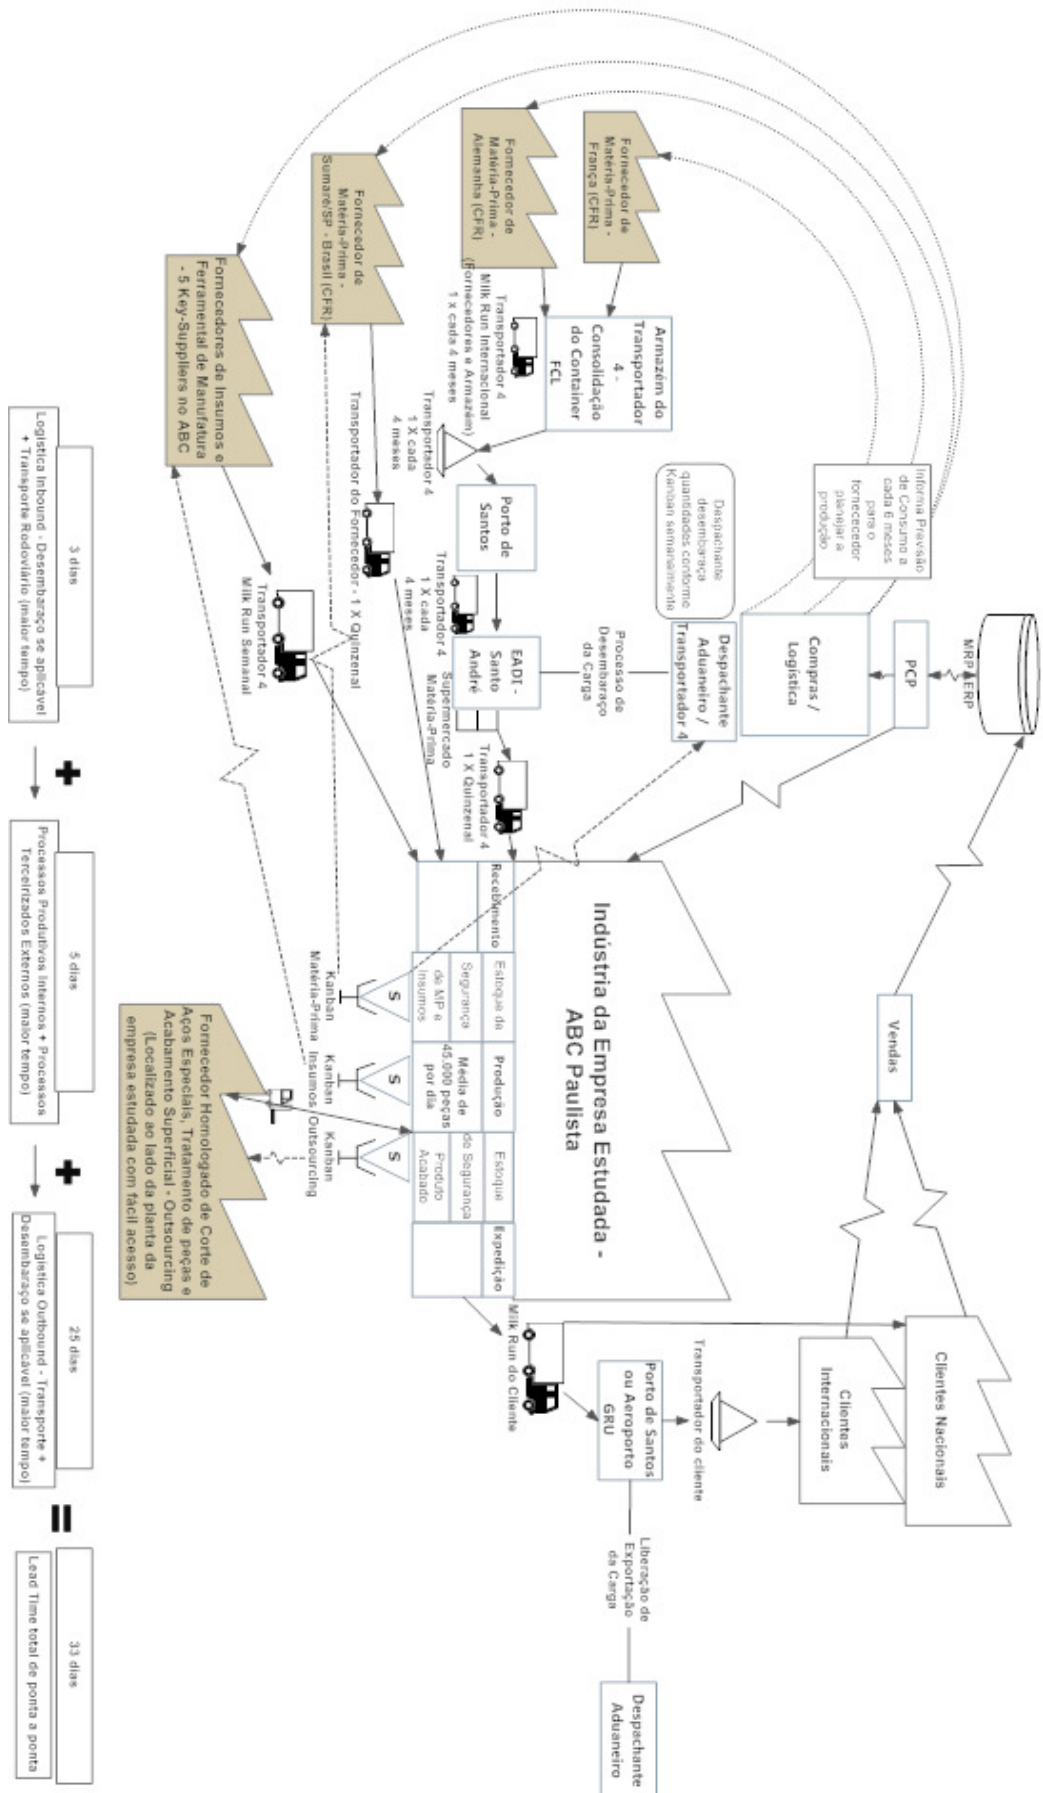 MRP ERP
PCP
Compras /
Logística
Informa Previsão
de Consumo a
cada 6 meses
para o
fornececedor
planejar a
produção
Vendas
Clientes Nacionais
Clientes
Internacionais
Fornecedor de
Matéria-Prima -
França (CFR)
Fornecedor de
Matéria-Prima -
Alemanha (CFR)
Armazém do
Transportador
4 -
Consolidação
do Container
FCL
Transportador 4
Milk Run Internacional
(Fornecedores e Armazém)
1 x cada 4 meses
Transportador 4
1 X cada
4 meses
Porto de
Santos
Transportador 4
1 X cada
4 meses
EADI -
Santo
André
Supermercado
Matéria-Prima
Despachante
desembaraça
quantidades conforme
Kanban semanalmente
Despachante
Aduaneiro /
Transportador 4
Processo de
Desembaraço
da Carga
Transportador 4
1 X Quinzenal
Fornecedor de
Matéria-Prima -
Sumaré/SP - Brasil (CFR)
Transportador do Fornecedor - 1 X Quinzenal
Fornecedores de Insumos e
Ferramental de Manufatura
- 5 Key-Suppliers no ABC
Transportador 4
Milk Run Semanal
Indústria da Empresa Estudada -
ABC Paulista
Recebimento
Estoque de
Segurança
de MP e
Insumos
Produção
Média de
45.000 peças
por dia
Estoque
de Segurança
Produto
Acabado
Expedição
S
S
S
Kanban
Matéria-Prima
Kanban
Insumos
Kanban
Outsourcing
Fornecedor Homologado de Corte de
Aços Especiais, Tratamento de peças e
Acabamento Superficial - Outsourcing
(Localizado ao lado da planta da
empresa estudada com fácil acesso)
Milk Run do Cliente
Porto de Santos
ou Aeroporto
GRU
Transportador do cliente
Liberação de
Exportação
da Carga
Despachante
Aduaneiro
3 dias
Logística Inbound - Desembaraço se aplicável
+ Transporte Rodoviário (maior tempo)
+
5 dias
Processos Produtivos Internos + Processos
Terceirizados Externos (maior tempo)
+
25 dias
Logística Outbound - Transporte +
Desembaraço se aplicável (maior tempo)
=
33 dias
Lead Time total de ponta a ponta